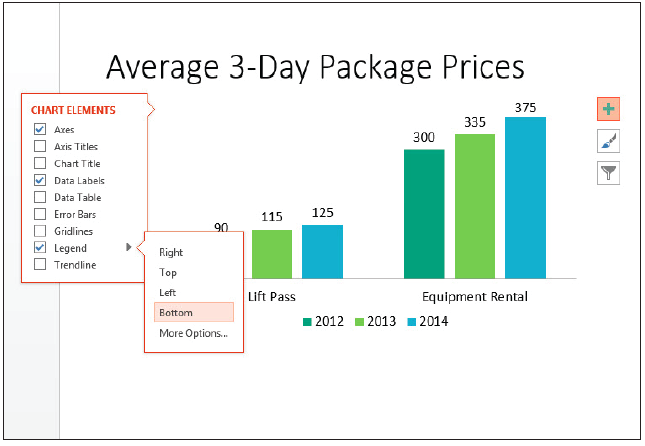 Average 3-Day Package Prices
CHART ELEMENTS
Axes
Axis Titles
Chart Title
Data Labels
Data Table
Error Bars
Gridlines
Legend
Trendline
Right
Top
Left
Bottom
More Options...
90 115 125 300 335 375
Lift Pass Equipment Rental
2012 2013 2014